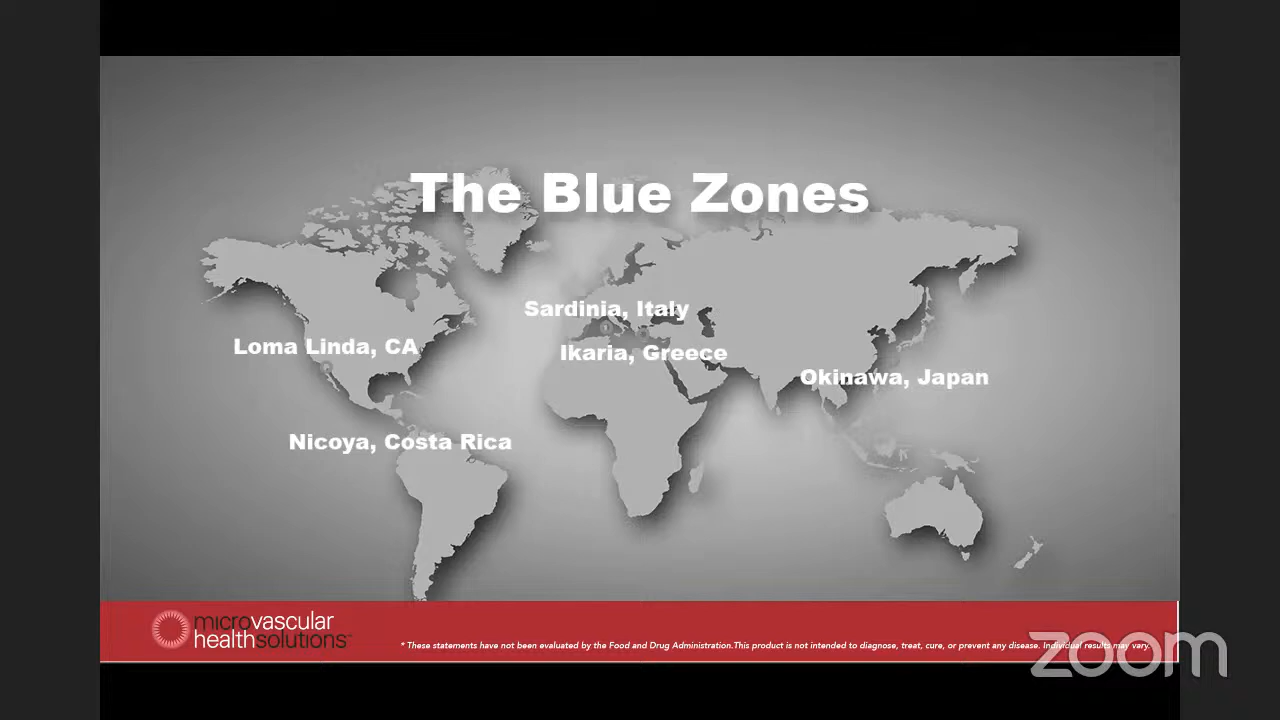 The Blue Zones
Sardinia, Italy
Loma Linda, CA
Ikaria, Greece
Okinawa, Japan
Nicoya, Costa Rica
microvascular
healthsolutions™
* These statements have not been evaluated by the Food and Drug Administration.This product is not intended to diagnose, treat, cure, or prevent any disease. Individual results may vary.
zoom